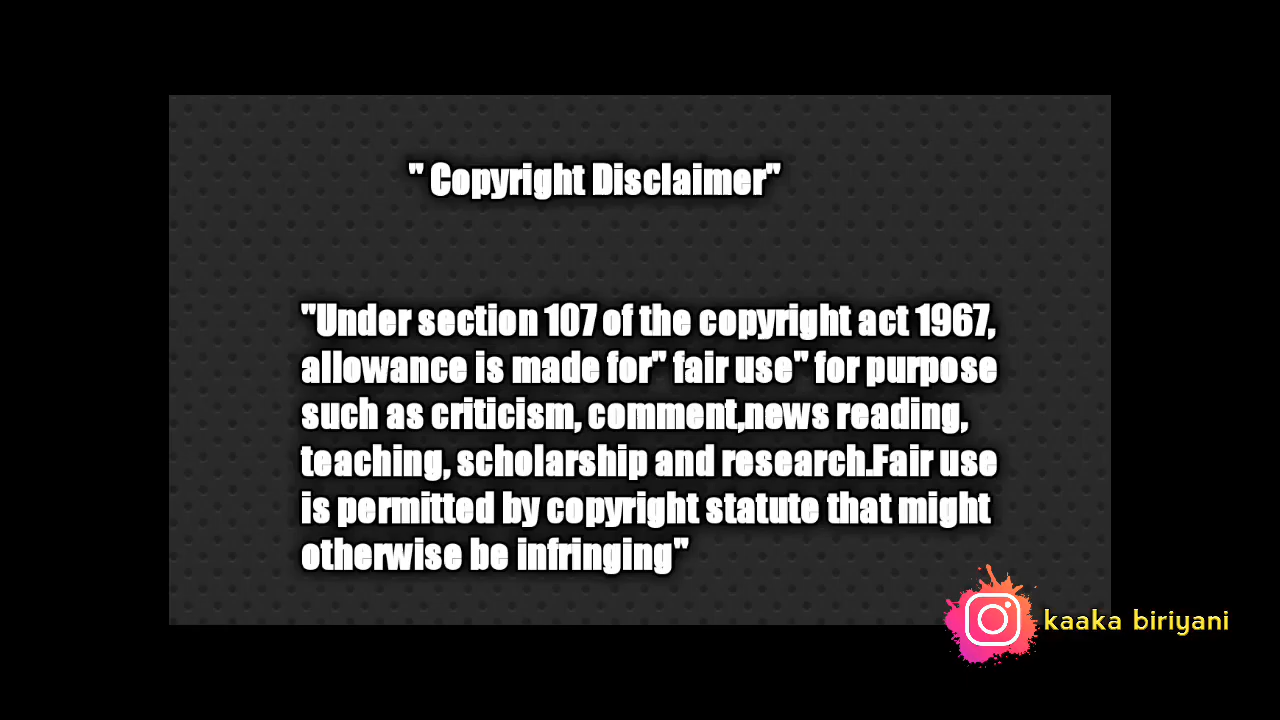 " Copyright Disclaimer"
"Under section 107 of the copyright act 1967,
allowance is made for" fair use" for purpose
such as criticism, comment,news reading,
teaching, scholarship and research.Fair use
is permitted by copyright statute that might
otherwise be infringing"
kaaka biriyani